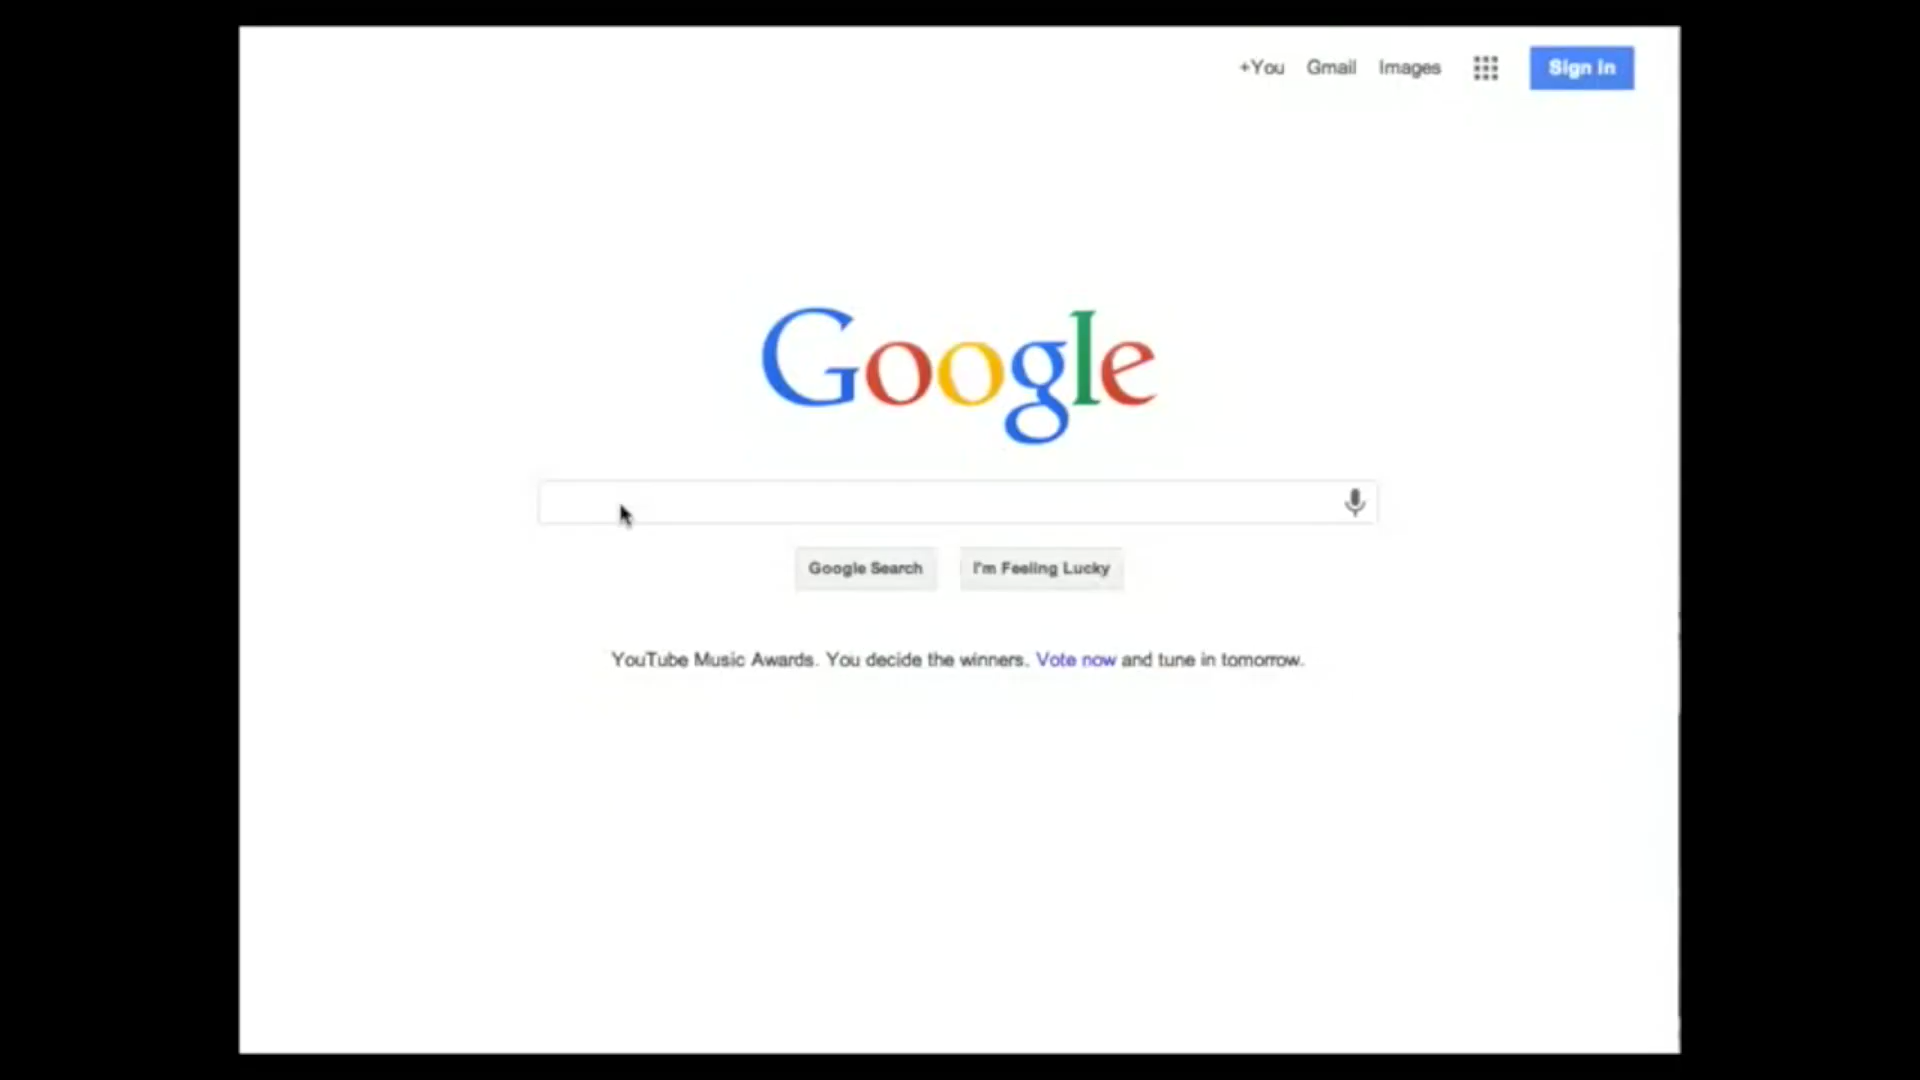 +You Gmail Images Sign in
Google
Google Search I'm Feeling Lucky
YouTube Music Awards. You decide the winners. Vote now and tune in tomorrow.